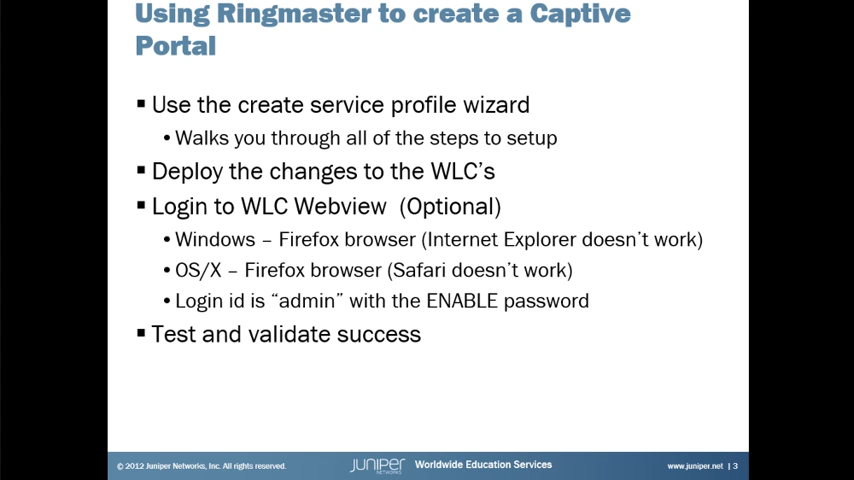 Using Ringmaster to create a Captive
Portal
▪ Use the create service profile wizard
• Walks you through all of the steps to setup
▪ Deploy the changes to the WLC's
▪ Login to WLC Webview (Optional)
• Windows – Firefox browser (Internet Explorer doesn't work)
• OS/X – Firefox browser (Safari doesn't work)
• Login id is “admin” with the ENABLE password
▪ Test and validate success
© 2012 Juniper Networks, Inc. All rights reserved. JUNIPER NETWORKS Worldwide Education Services www.juniper.net | 3